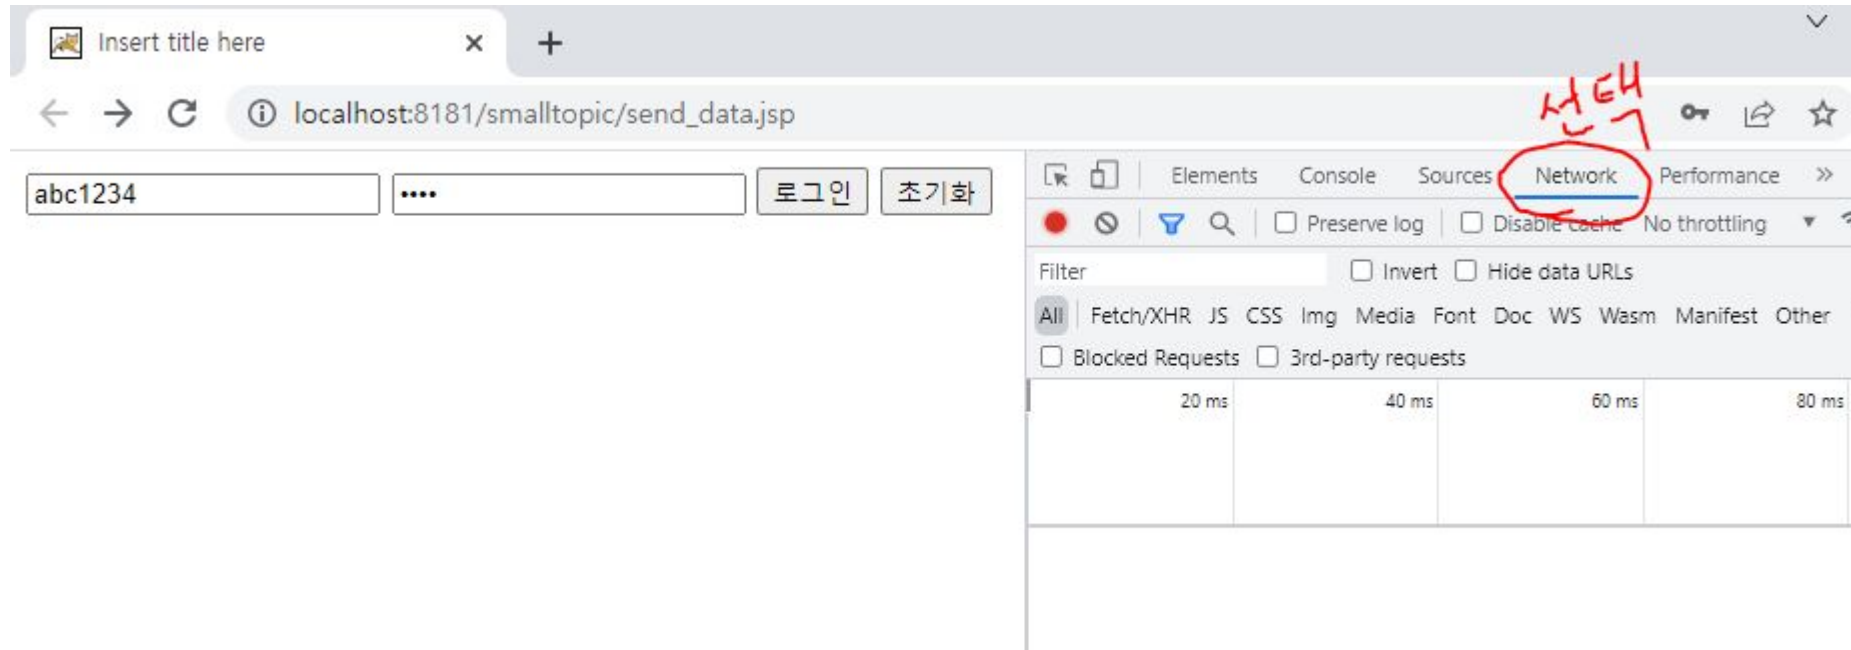 Insert title here
localhost:8181/smalltopic/send_data.jsp
선택
abc1234 •••• 로그인 초기화
Elements Console Sources Network Performance
Preserve log Disable cache No throttling
Filter Invert Hide data URLs
All Fetch/XHR JS CSS Img Media Font Doc WS Wasm Manifest Other
Blocked Requests 3rd-party requests
20 ms 40 ms 60 ms 80 ms